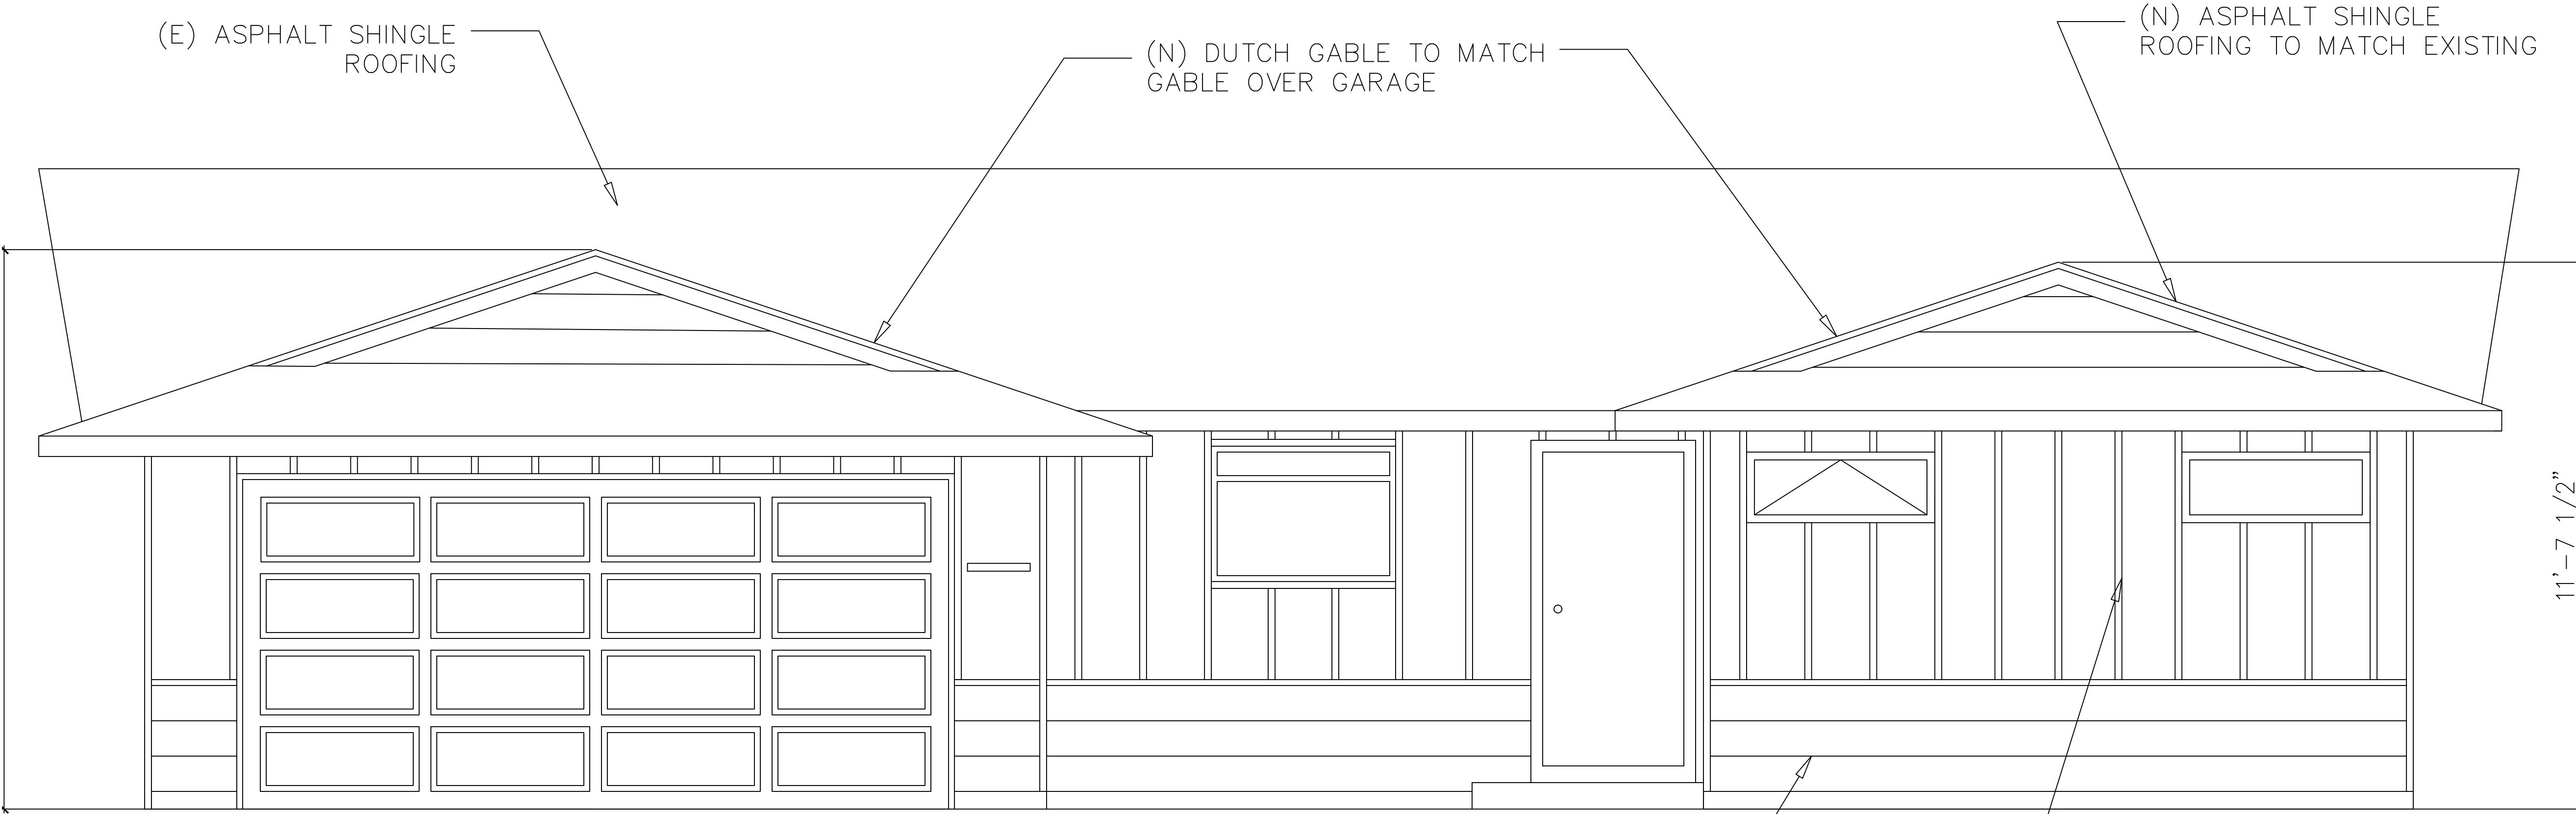 (E) ASPHALT SHINGLE
ROOFING
(N) DUTCH GABLE TO MATCH
GABLE OVER GARAGE
(N) ASPHALT SHINGLE
ROOFING TO MATCH EXISTING
11'-7 1/2"